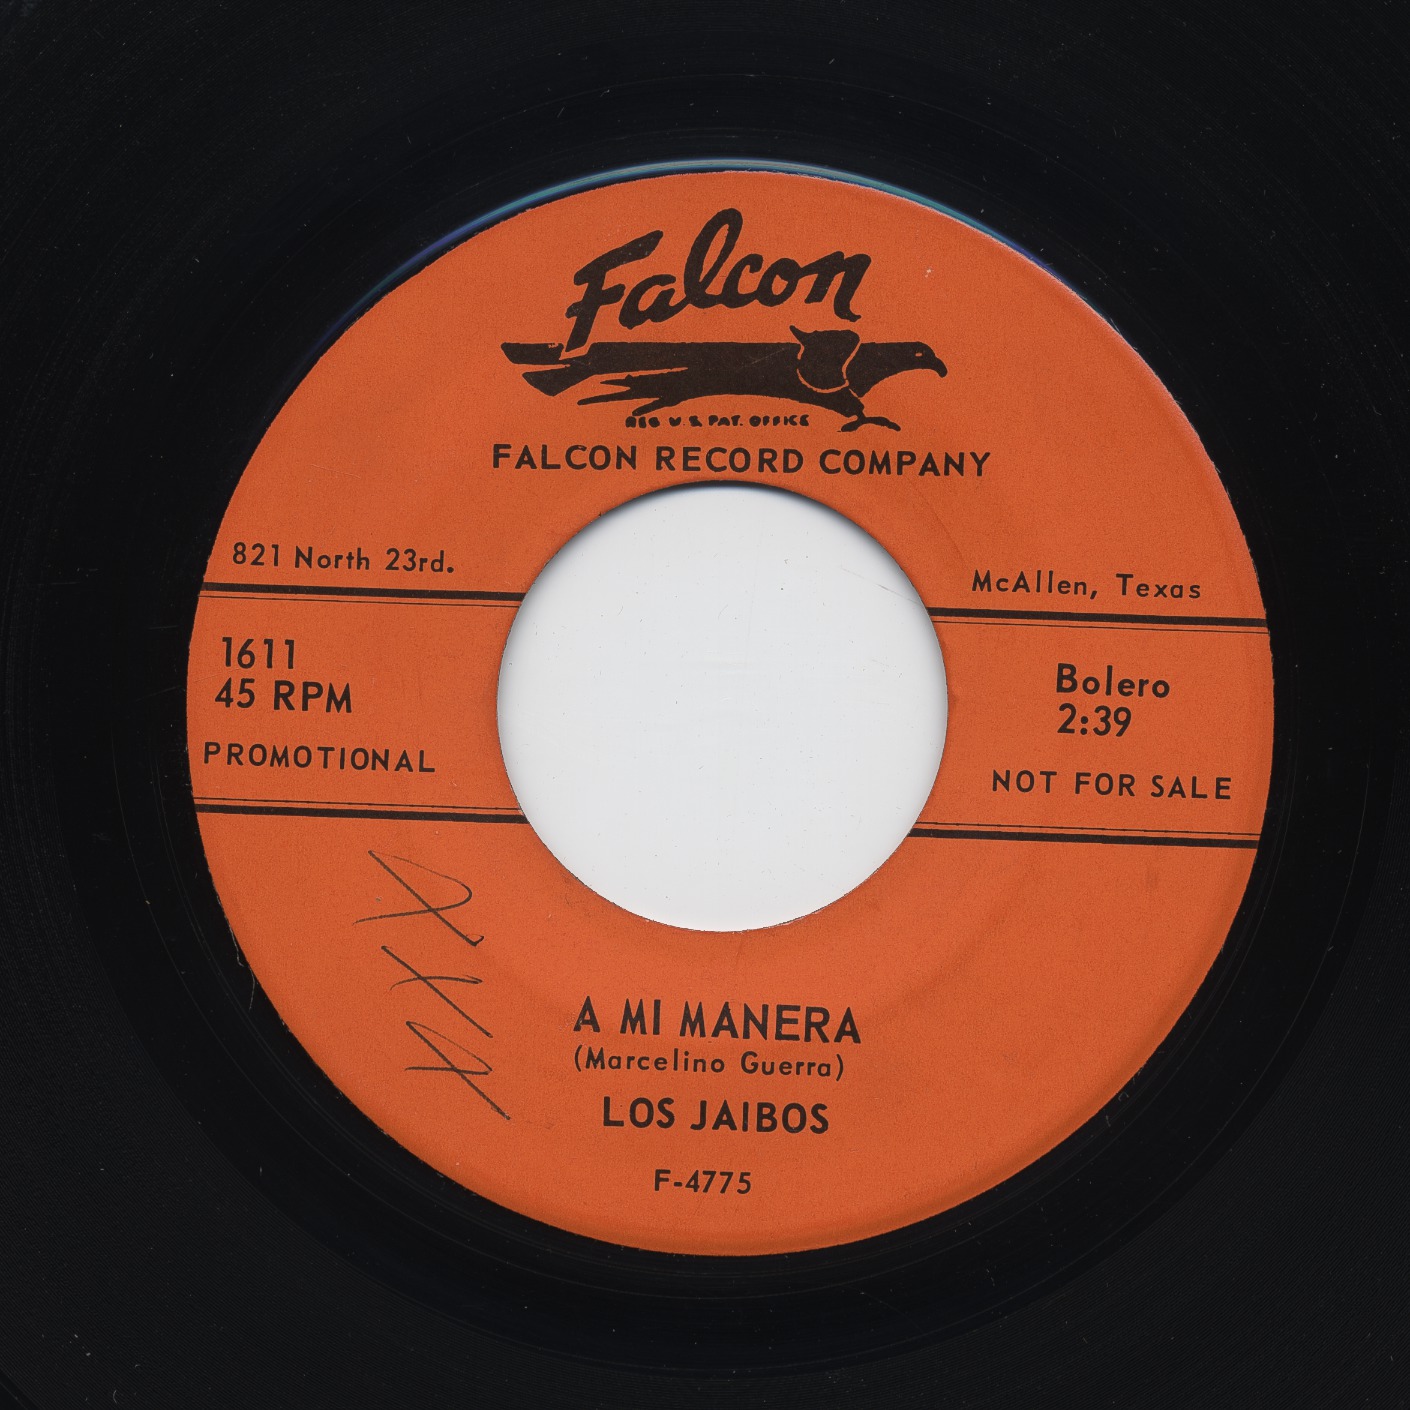 Falcon
REG U.S. PAT. OFFICE
FALCON RECORD COMPANY
821 North 23rd.
McAllen, Texas
1611
45 RPM
PROMOTIONAL
Bolero
2:39
NOT FOR SALE
A MI MANERA
(Marcelino Guerra)
LOS JAIBOS
F-4775